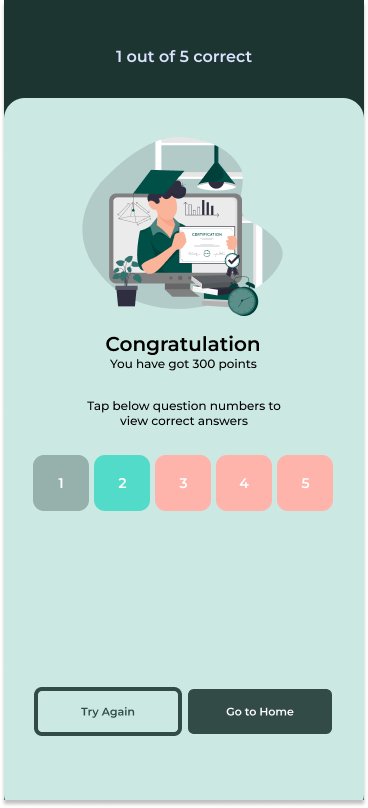 1 out of 5 correct
CERTIFICATION
Congratulation
You have got 300 points
Tap below question numbers to
view correct answers
1 2 3 4 5
Try Again Go to Home